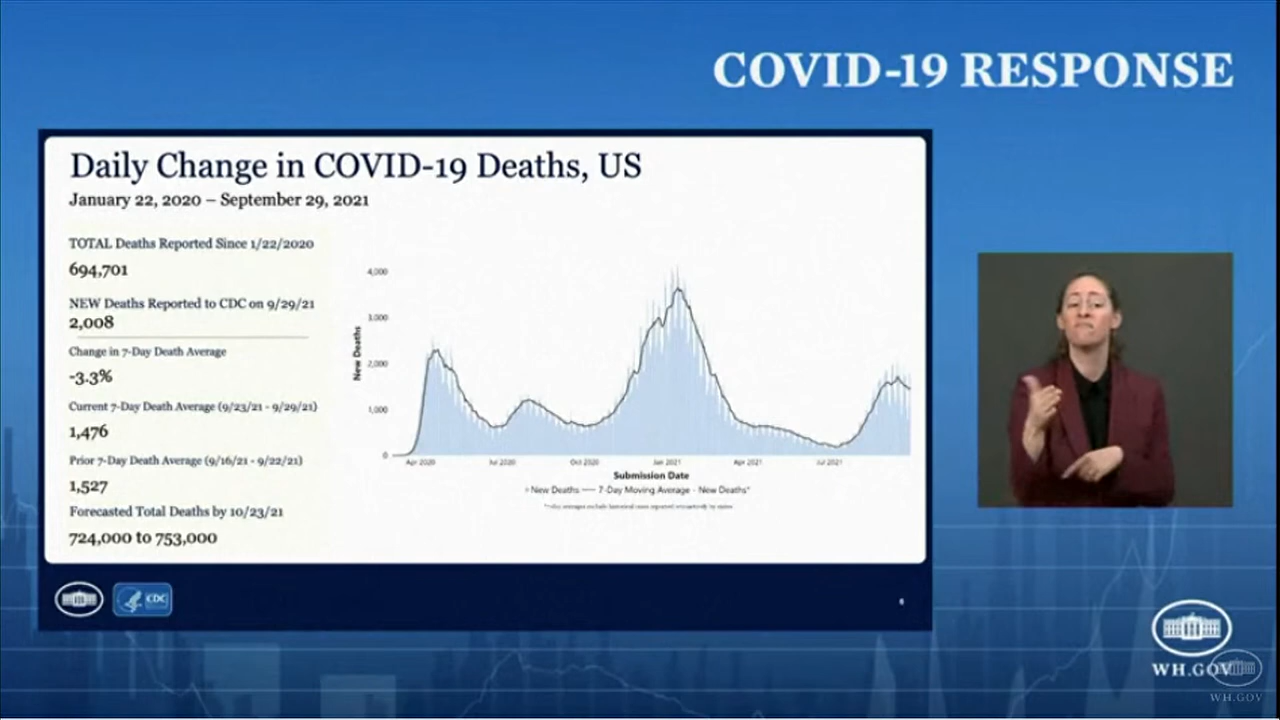 COVID-19 RESPONSE
Daily Change in COVID-19 Deaths, US
January 22, 2020 – September 29, 2021
TOTAL Deaths Reported Since 1/22/2020
694,701
NEW Deaths Reported to CDC on 9/29/21
2,008
Change in 7-Day Death Average
-3.3%
Current 7-Day Death Average (9/23/21 - 9/29/21)
1,476
Prior 7-Day Death Average (9/16/21 - 9/22/21)
1,527
Forecasted Total Deaths by 10/23/21
724,000 to 753,000
New Deaths
4,000
3,000
2,000
1,000
0
Apr 2020 Jul 2020 Oct 2020 Jan 2021 Apr 2021 Jul 2021
Submission Date
New Deaths 7-Day Moving Average - New Deaths*
CDC
WH.GOV
WH.GOV